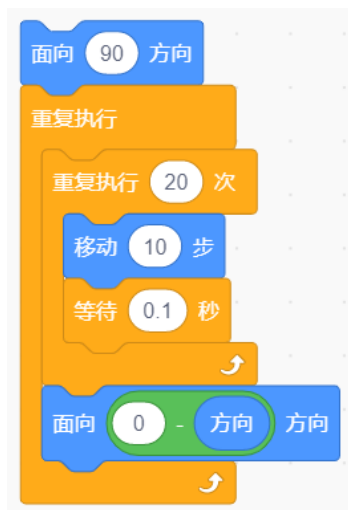 面向 90 方向
重复执行
重复执行 20 次
移动 10 步
等待 0.1 秒
面向 0 - 方向 方向